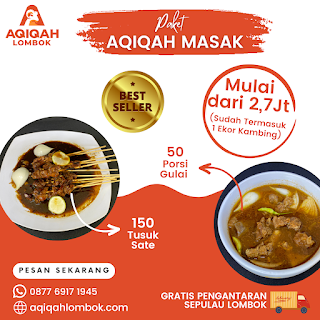 AQIQAH
LOMBOK
Paket
AQIQAH MASAK
Mulai
dari 2,7Jt
(Sudah Termasuk
1 Ekor Kambing)
BEST
SELLER
50
Porsi
Gulai
150
Tusuk
Sate
PESAN SEKARANG
0877 6917 1945
aqiqahlombok.com
GRATIS PENGANTARAN
SEPULAU LOMBOK